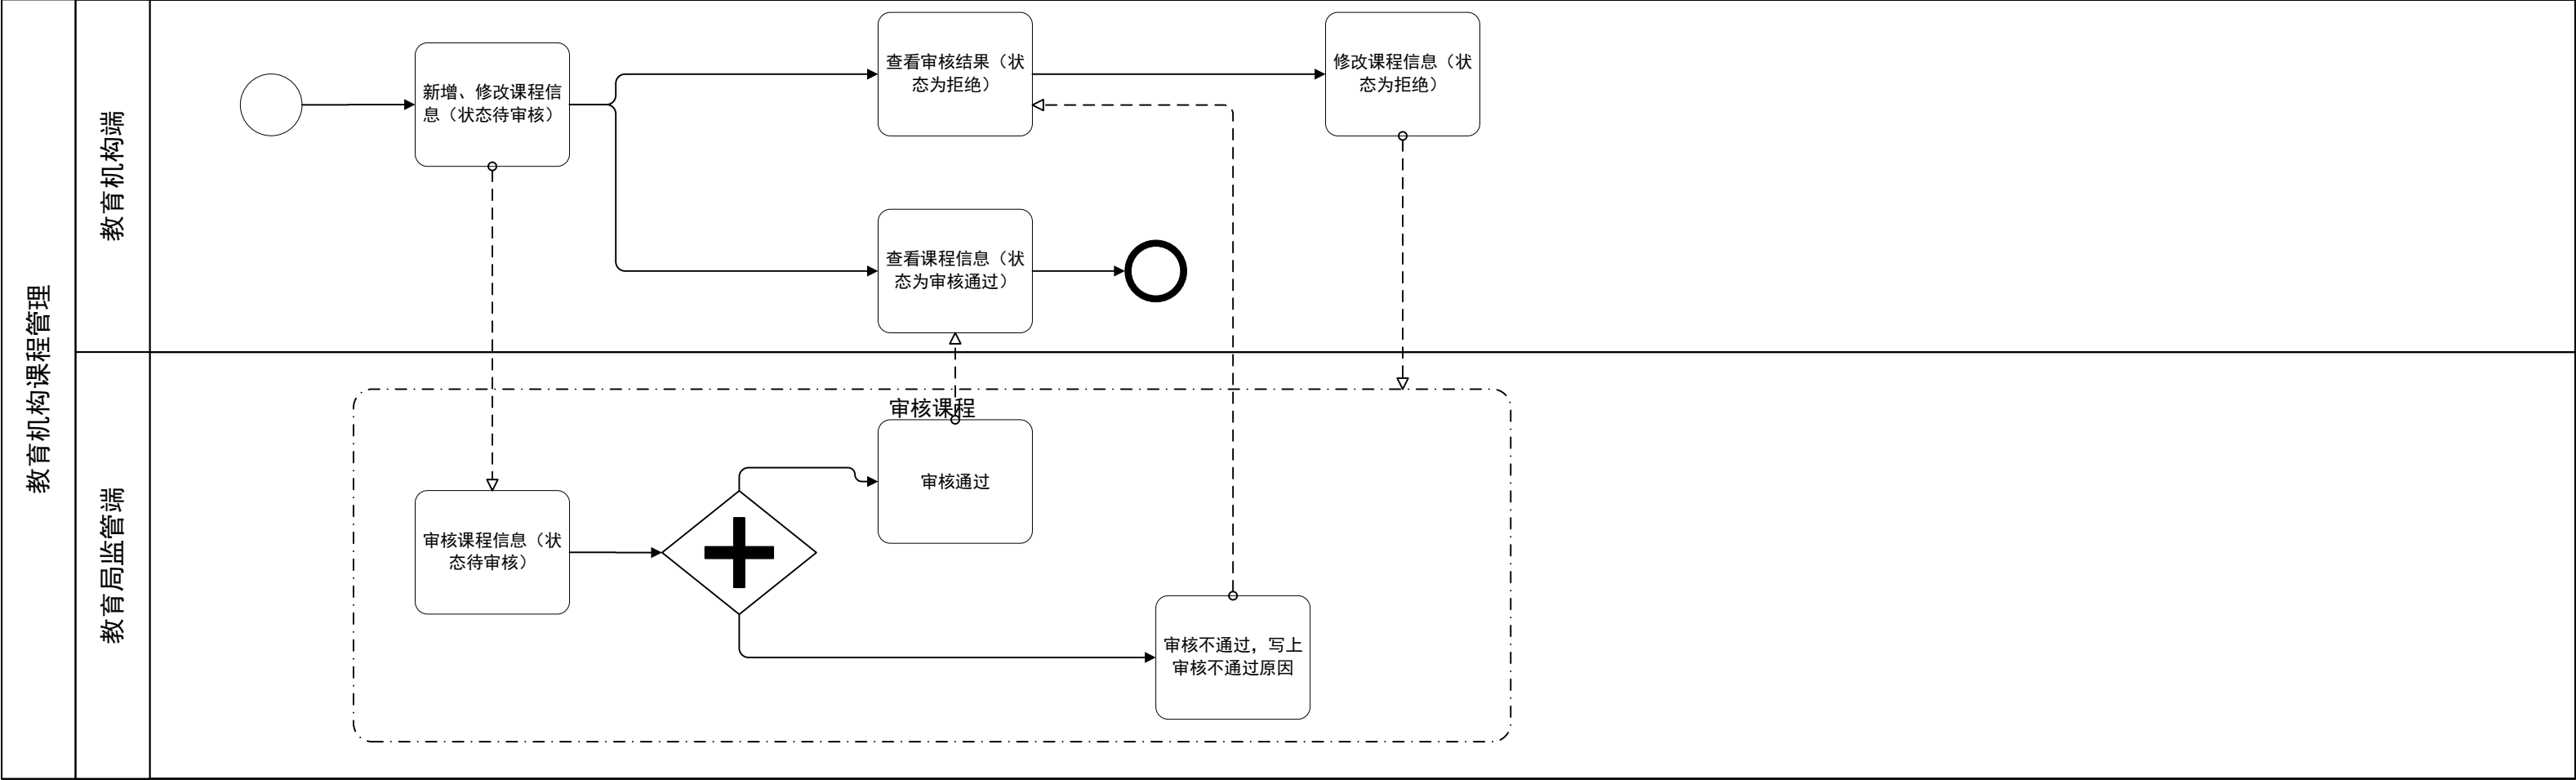 教育机构课程管理
教育机构端
新增、修改课程信
息（状态待审核）
查看审核结果（状
态为拒绝）
修改课程信息（状
态为拒绝）
查看课程信息（状
态为审核通过）
教育局监管端
审核课程
审核课程信息（状
态待审核）
审核通过
审核不通过，写上
审核不通过原因